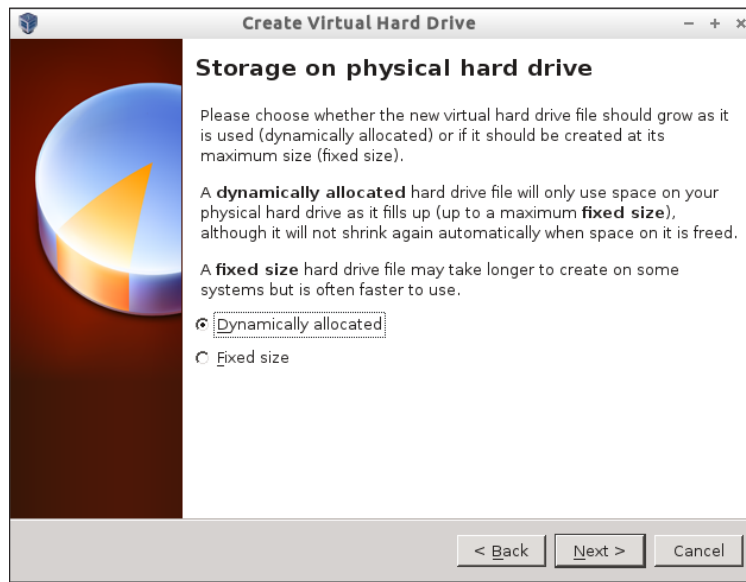 Create Virtual Hard Drive
Storage on physical hard drive
Please choose whether the new virtual hard drive file should grow as it
is used (dynamically allocated) or if it should be created at its
maximum size (fixed size).
A dynamically allocated hard drive file will only use space on your
physical hard drive as it fills up (up to a maximum fixed size),
although it will not shrink again automatically when space on it is freed.
A fixed size hard drive file may take longer to create on some
systems but is often faster to use.
Dynamically allocated
Fixed size
< Back Next > Cancel